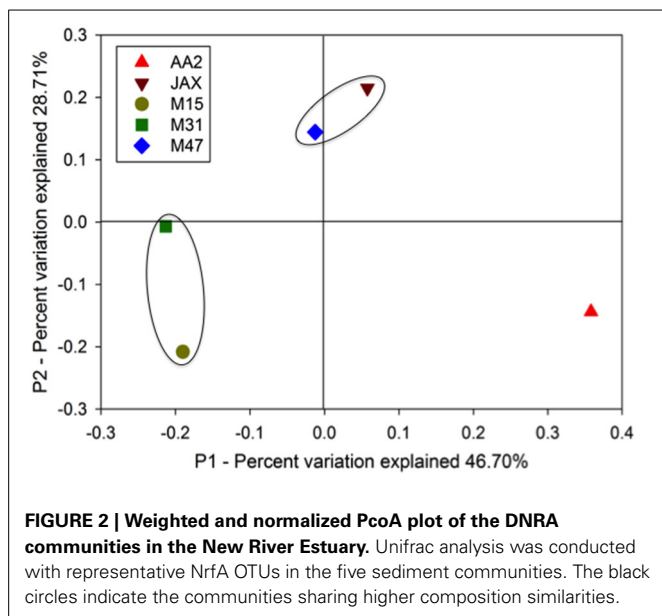 0.3
0.2
0.1
0.0
-0.1
-0.2
-0.3
P2 - Percent variation explained 28.71%
AA2
JAX
M15
M31
M47
-0.3 -0.2 -0.1 0.0 0.1 0.2 0.3 0.4
P1 - Percent variation explained 46.70%
FIGURE 2 | Weighted and normalized PcoA plot of the DNRA
communities in the New River Estuary. Unifrac analysis was conducted
with representative NrfA OTUs in the five sediment communities. The black
circles indicate the communities sharing higher composition similarities.